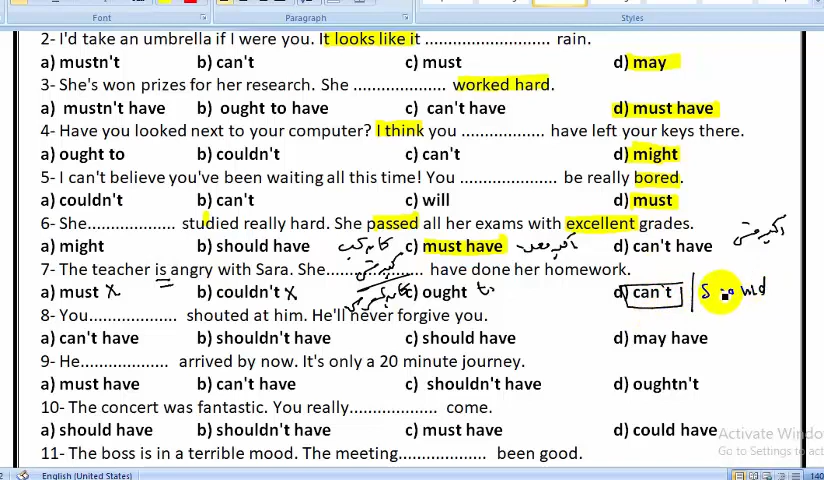 Font Paragraph Styles
2- I'd take an umbrella if I were you. It looks like it ............................ rain.
a) mustn't b) can't c) must d) may
3- She's won prizes for her research. She .................... worked hard.
a) mustn't have b) ought to have c) can't have d) must have
4- Have you looked next to your computer? I think you .................. have left your keys there.
a) ought to b) couldn't c) can't d) might
5- I can't believe you've been waiting all this time! You ..................... be really bored.
a) couldn't b) can't c) will d) must
6- She................... studied really hard. She passed all her exams with excellent grades.
a) might b) should have c) must have d) can't have
7- The teacher is angry with Sara. She..................... have done her homework.
a) must x b) couldn't x c) ought to d) can't
8- You................... shouted at him. He'll never forgive you.
a) can't have b) shouldn't have c) should have d) may have
9- He................... arrived by now. It's only a 20 minute journey.
a) must have b) can't have c) shouldn't have d) oughtn't
10- The concert was fantastic. You really................... come.
a) should have b) shouldn't have c) must have d) could have
Activate Windo
11- The boss is in a terrible mood. The meeting................... been good.
Go to Settings to act
English (United States) 140